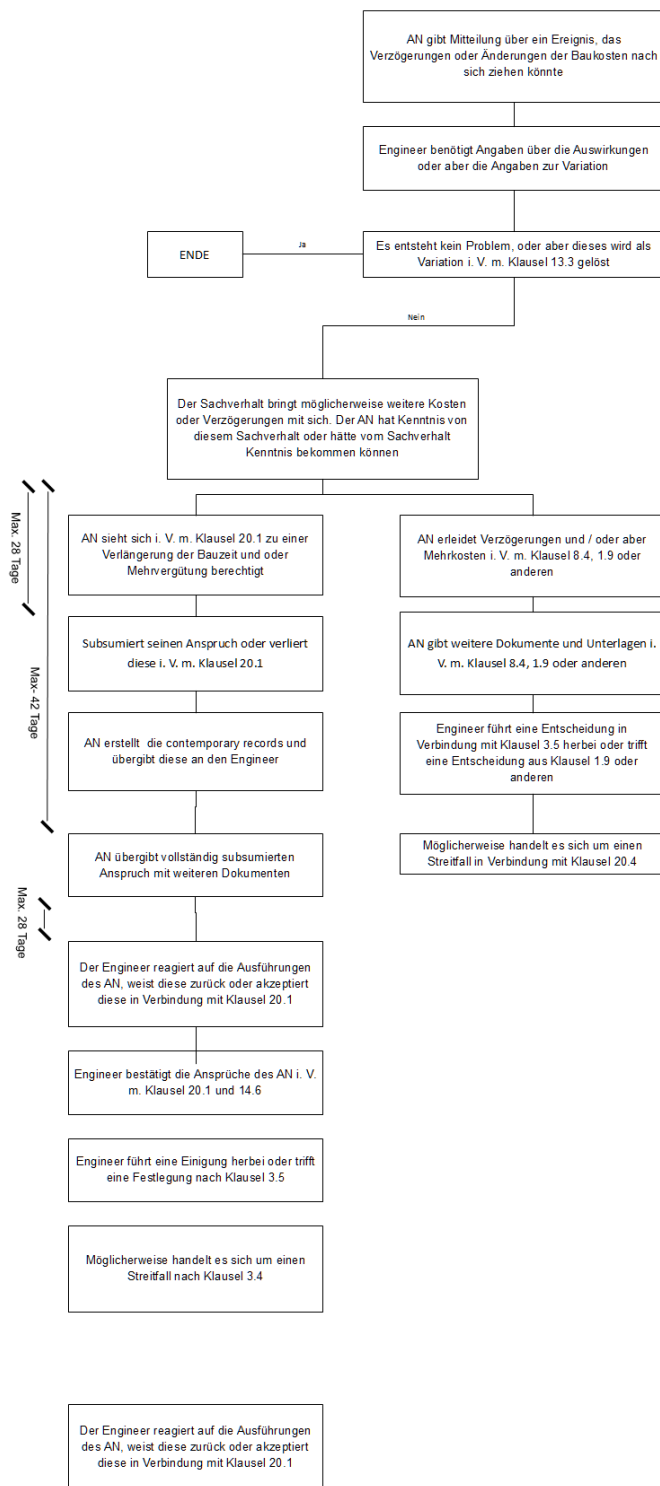 AN gibt Mitteilung über ein Ereignis, das
Verzögerungen oder Änderungen der Baukosten nach
sich ziehen könnte
Engineer benötigt Angaben über die Auswirkungen
oder aber die Angaben zur Variation
ENDE
Ja
Es entsteht kein Problem, oder aber dieses wird als
Variation i. V. m. Klausel 13.3 gelöst
Nein
Der Sachverhalt bringt möglicherweise weitere Kosten
oder Verzögerungen mit sich. Der AN hat Kenntnis von
diesem Sachverhalt oder hätte vom Sachverhalt
Kenntnis bekommen können
Max. 28 Tage
Max- 42 Tage
AN sieht sich i. V. m. Klausel 20.1 zu einer
Verlängerung der Bauzeit und oder
Mehrvergütung berechtigt
Subsumiert seinen Anspruch oder verliert
diese i. V. m. Klausel 20.1
AN erstellt die contemporary records und
übergibt diese an den Engineer
AN übergibt vollständig subsumierten
Anspruch mit weiteren Dokumenten
Max. 28 Tage
Der Engineer reagiert auf die Ausführungen
des AN, weist diese zurück oder akzeptiert
diese in Verbindung mit Klausel 20.1
Engineer bestätigt die Ansprüche des AN i. V.
m. Klausel 20.1 und 14.6
Engineer führt eine Einigung herbei oder trifft
eine Festlegung nach Klausel 3.5
Möglicherweise handelt es sich um einen
Streitfall nach Klausel 3.4
Der Engineer reagiert auf die Ausführungen
des AN, weist diese zurück oder akzeptiert
diese in Verbindung mit Klausel 20.1
AN erleidet Verzögerungen und / oder aber
Mehrkosten i. V. m. Klausel 8.4, 1.9 oder
anderen
AN gibt weitere Dokumente und Unterlagen i.
V. m. Klausel 8.4, 1.9 oder anderen
Engineer führt eine Entscheidung in
Verbindung mit Klausel 3.5 herbei oder trifft
eine Entscheidung aus Klausel 1.9 oder
anderen
Möglicherweise handelt es sich um einen
Streitfall in Verbindung mit Klausel 20.4